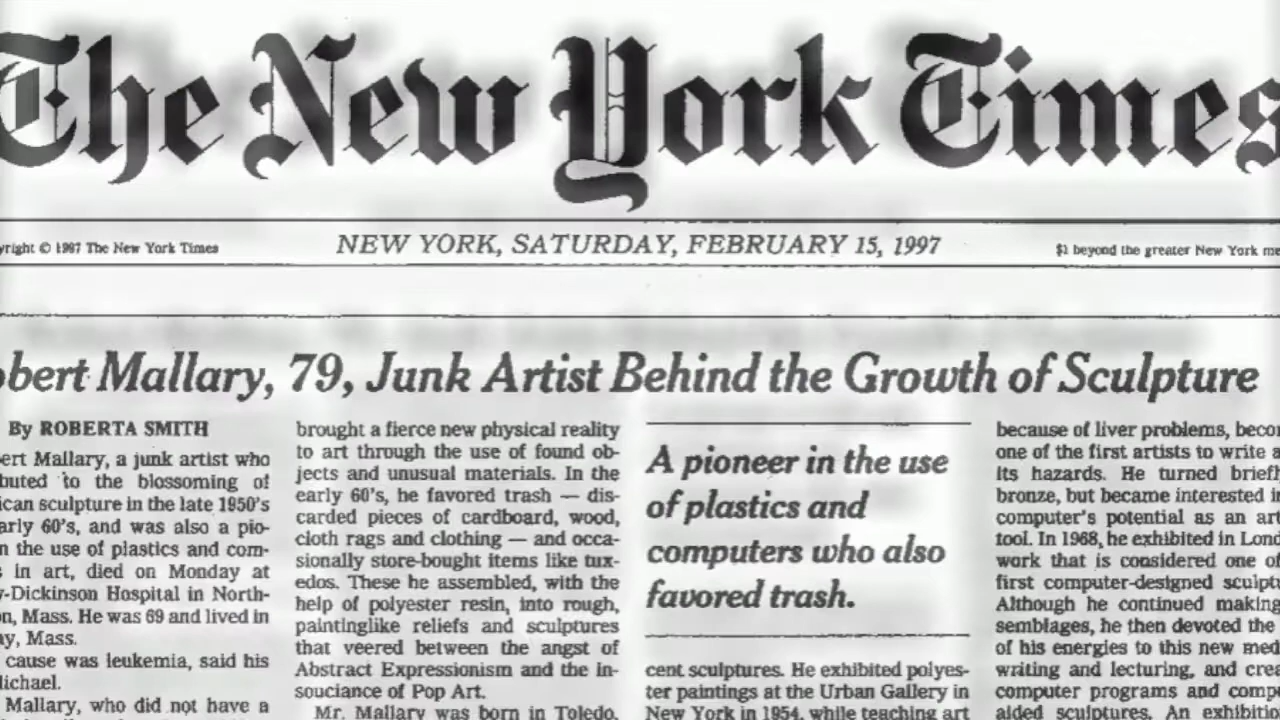 The New York Times
yright © 1997 The New York Times
NEW YORK, SATURDAY, FEBRUARY 15, 1997
$1 beyond the greater New York me
obert Mallary, 79, Junk Artist Behind the Growth of Sculpture
By ROBERTA SMITH
ert Mallary, a junk artist who
buted to the blossoming of
ican sculpture in the late 1950's
arly 60's, and was also a pio-
n the use of plastics and com-
s in art, died on Monday at
y-Dickinson Hospital in North-
on, Mass. He was 69 and lived in
ay, Mass.
cause was leukemia, said his
ichael.
Mallary, who did not have a
brought a fierce new physical reality
to art through the use of found ob-
jects and unusual materials. In the
early 60's, he favored trash — dis-
carded pieces of cardboard, wood,
cloth rags and clothing — and occa-
sionally store-bought items like tux-
edos. These he assembled, with the
help of polyester resin, into rough,
paintinglike reliefs and sculptures
that veered between the angst of
Abstract Expressionism and the in-
souciance of Pop Art.
Mr. Mallary was born in Toledo,
A pioneer in the use
of plastics and
computers who also
favored trash.
cent sculptures. He exhibited polyes-
ter paintings at the Urban Gallery in
New York in 1954, while teaching art
because of liver problems, becom
one of the first artists to write a
its hazards. He turned briefl
bronze, but became interested in
computer's potential as an art
tool. In 1968, he exhibited in Lond
work that is considered one of
first computer-designed sculptu
Although he continued making
semblages, he then devoted the
of his energies to this new med
writing and lecturing, and crea
computer programs and compu
aided sculptures. An exhibitio